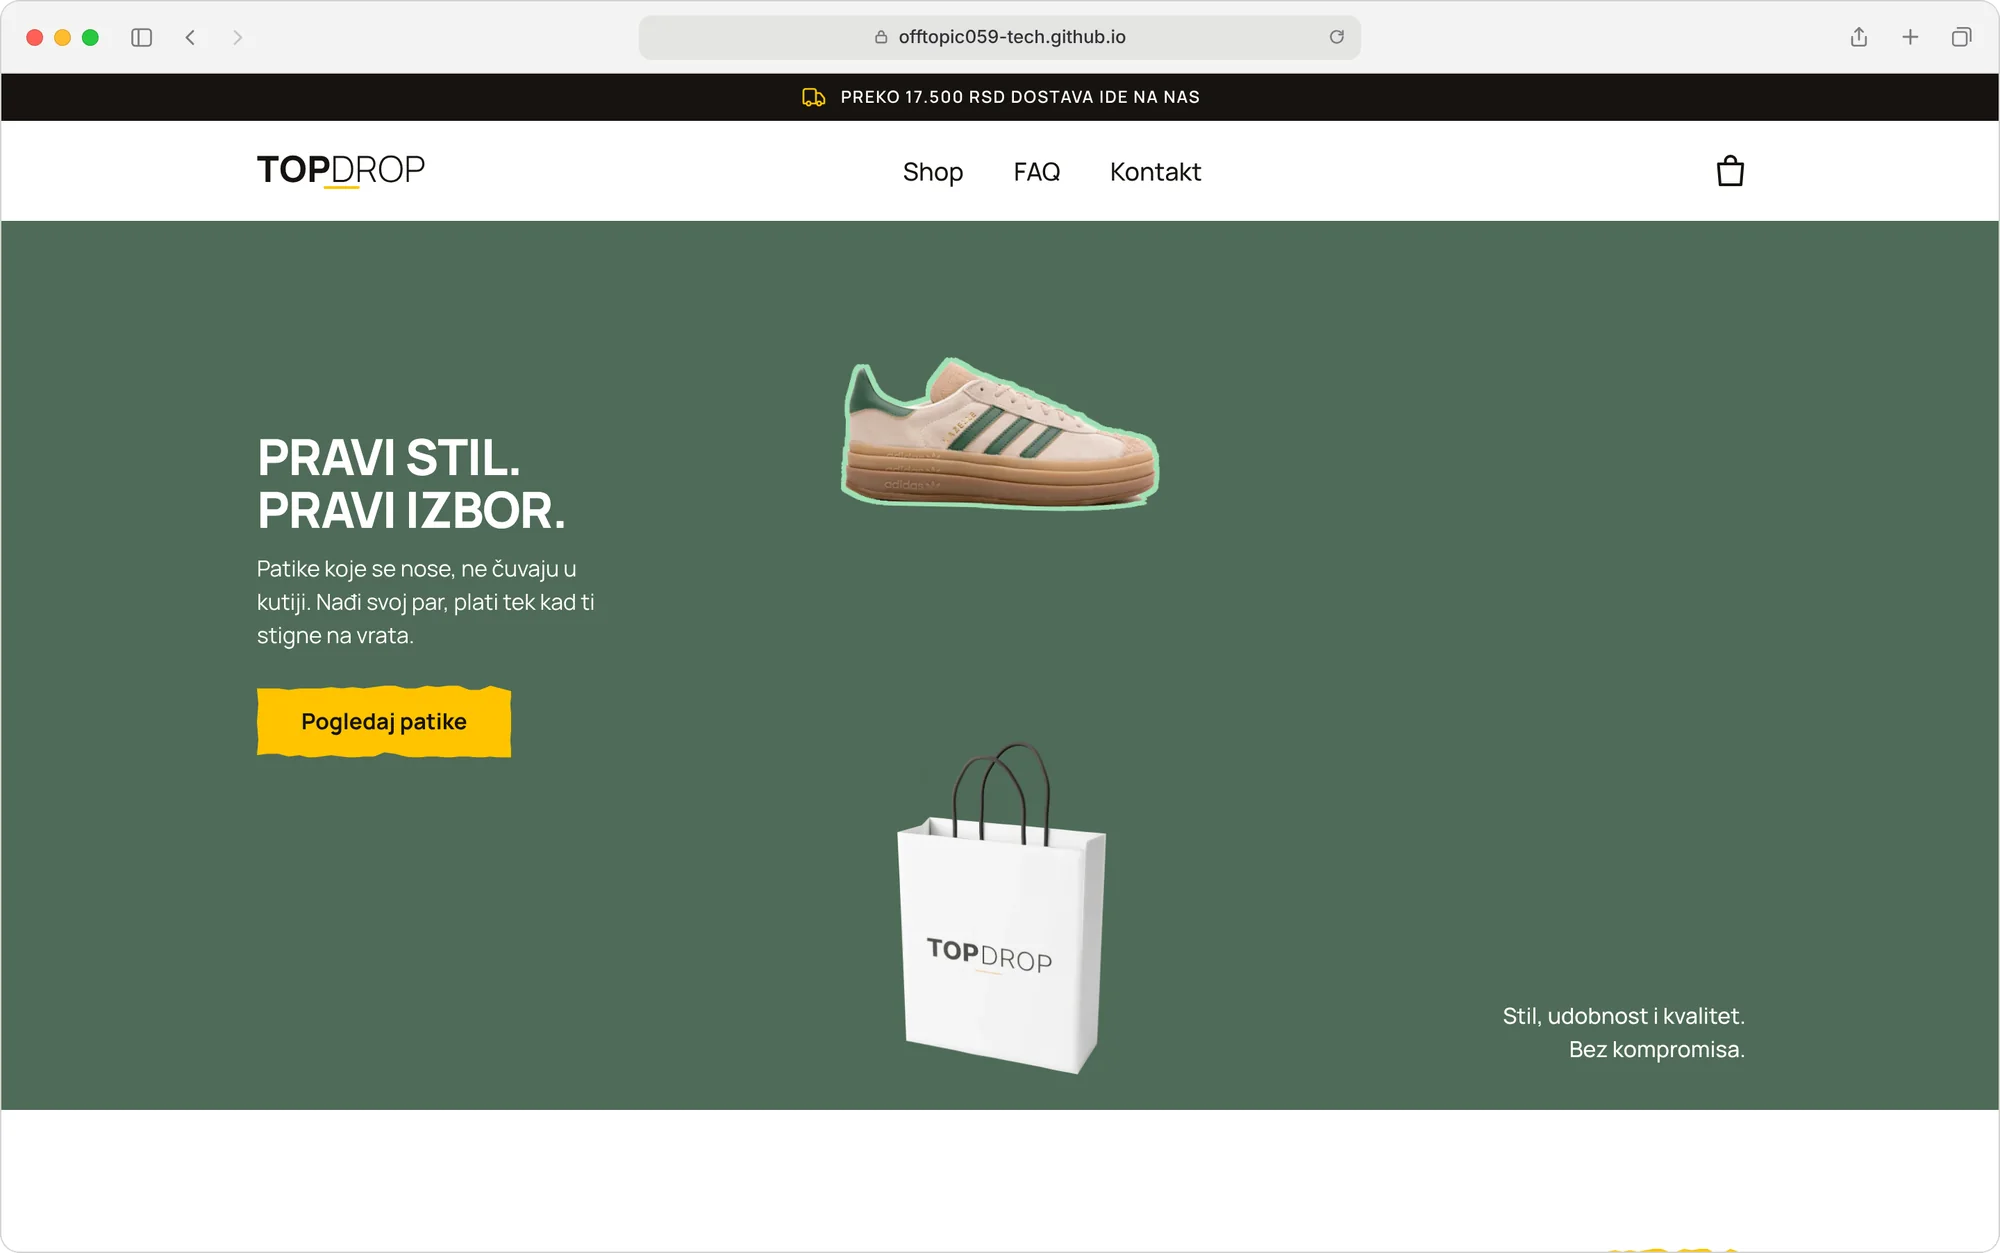 offtopic059-tech.github.io
PREKO 17.500 RSD DOSTAVA IDE NA NAS
TOPDROP
Shop
FAQ
Kontakt
PRAVI STIL.
PRAVI IZBOR.
Patike koje se nose, ne čuvaju u
kutiji. Nađi svoj par, plati tek kad ti
stigne na vrata.
Pogledaj patike
adidas
TOPDROP
Stil, udobnost i kvalitet.
Bez kompromisa.